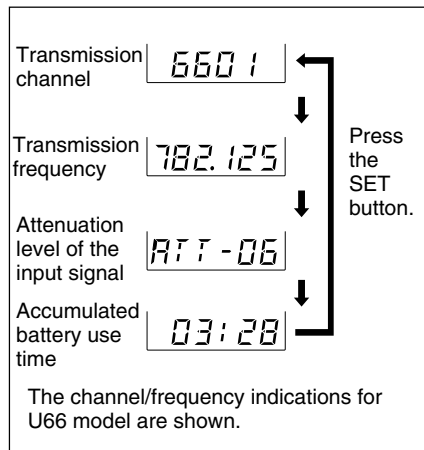 Transmission
channel
6601
Transmission
frequency
782.125
Press
the
SET
button.
Attenuation
level of the
input signal
ATT-06
Accumulated
battery use
time
03:28
The channel/frequency indications for
U66 model are shown.